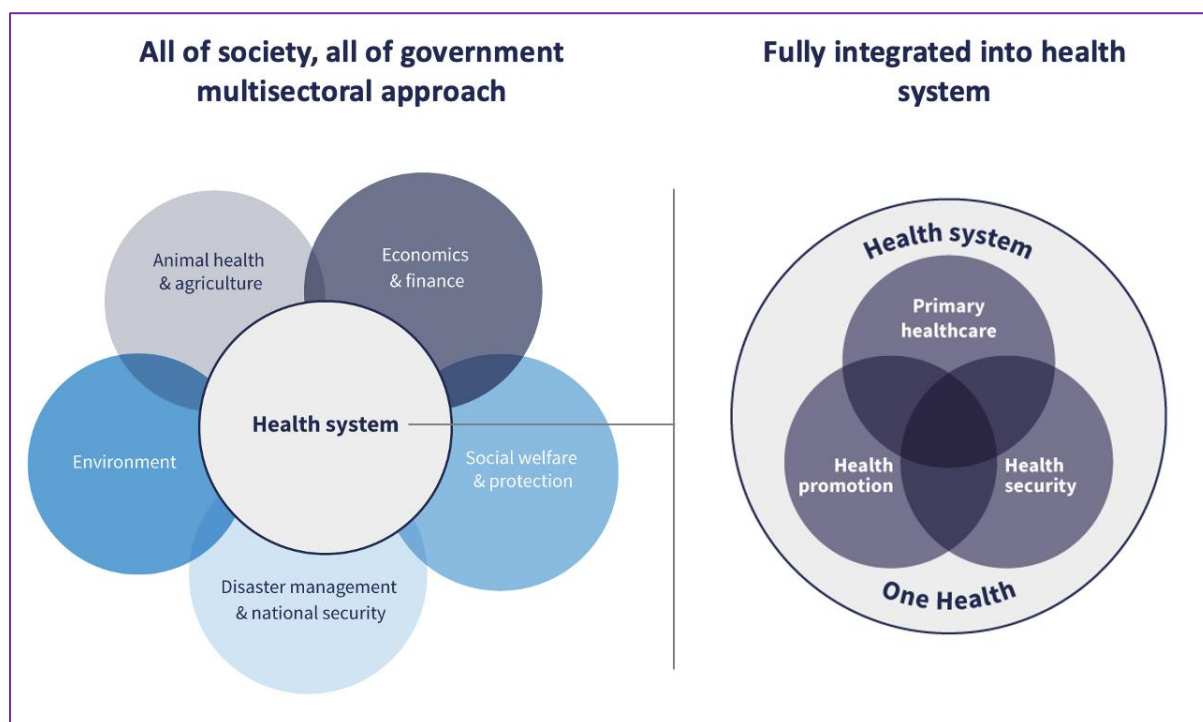 All of society, all of government
multisectoral approach
Animal health
& agriculture
Economics
& finance
Environment
Health system
Social welfare
& protection
Disaster management
& national security
Fully integrated into health
system
Health system
Primary
healthcare
Health
promotion
Health
security
One Health